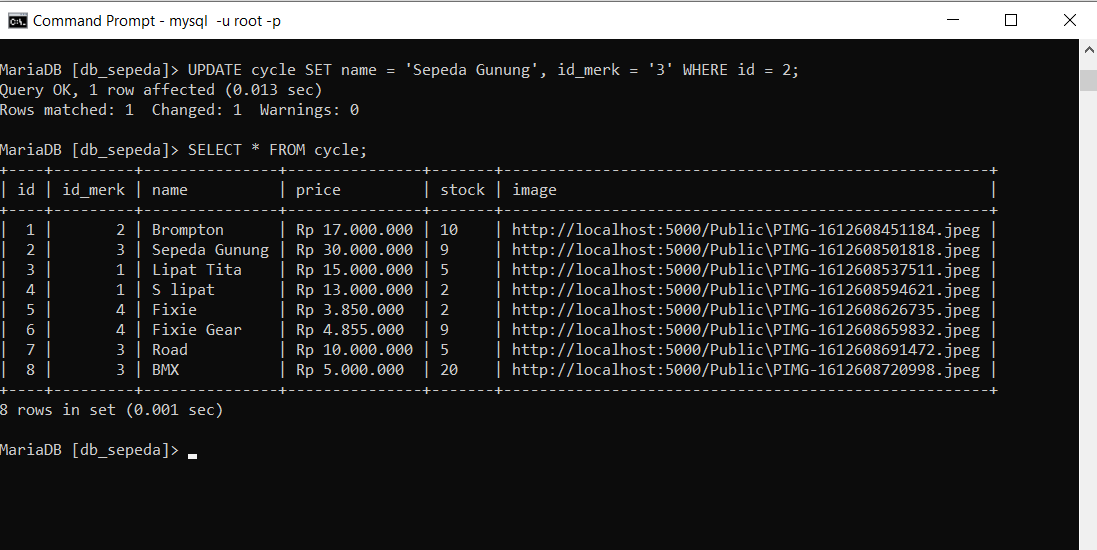 Command Prompt - mysql  -u root -p
MariaDB [db_sepeda]> UPDATE cycle SET name = 'Sepeda Gunung', id_merk = '3' WHERE id = 2;
Query OK, 1 row affected (0.013 sec)
Rows matched: 1  Changed: 1  Warnings: 0
MariaDB [db_sepeda]> SELECT * FROM cycle;
+----+---------+---------------+---------------+-------+------------------------------------------------------+
| id | id_merk | name          | price         | stock | image                                                |
+----+---------+---------------+---------------+-------+------------------------------------------------------+
|  1 |       2 | Brompton      | Rp 17.000.000 | 10    | http://localhost:5000/Public\PIMG-1612608451184.jpeg |
|  2 |       3 | Sepeda Gunung | Rp 30.000.000 | 9     | http://localhost:5000/Public\PIMG-1612608501818.jpeg |
|  3 |       1 | Lipat Tita    | Rp 15.000.000 | 5     | http://localhost:5000/Public\PIMG-1612608537511.jpeg |
|  4 |       1 | S lipat       | Rp 13.000.000 | 2     | http://localhost:5000/Public\PIMG-1612608594621.jpeg |
|  5 |       4 | Fixie         | Rp 3.850.000  | 2     | http://localhost:5000/Public\PIMG-1612608626735.jpeg |
|  6 |       4 | Fixie Gear    | Rp 4.855.000  | 9     | http://localhost:5000/Public\PIMG-1612608659832.jpeg |
|  7 |       3 | Road          | Rp 10.000.000 | 5     | http://localhost:5000/Public\PIMG-1612608691472.jpeg |
|  8 |       3 | BMX           | Rp 5.000.000  | 20    | http://localhost:5000/Public\PIMG-1612608720998.jpeg |
+----+---------+---------------+---------------+-------+------------------------------------------------------+
8 rows in set (0.001 sec)
MariaDB [db_sepeda]>